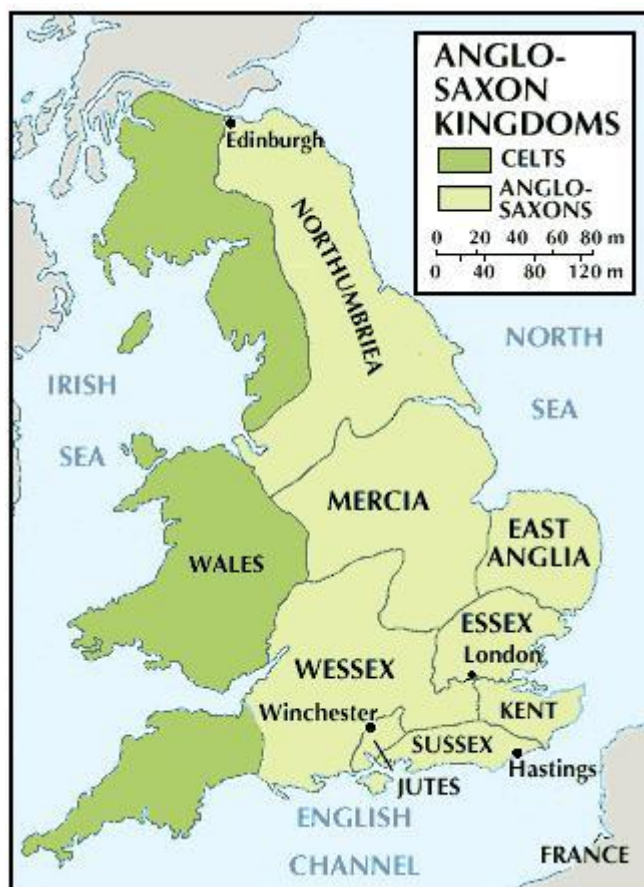 ANGLO-
SAXON
KINGDOMS
CELTS
ANGLO-
SAXONS
0 20 40 60 80 m
0 40 80 120 m
Edinburgh
NORTHUMBRIEA
NORTH
SEA
IRISH
SEA
MERCIA
EAST
ANGLIA
WALES
ESSEX
London
WESSEX
KENT
Winchester
SUSSEX
Hastings
JUTES
ENGLISH
CHANNEL
FRANCE